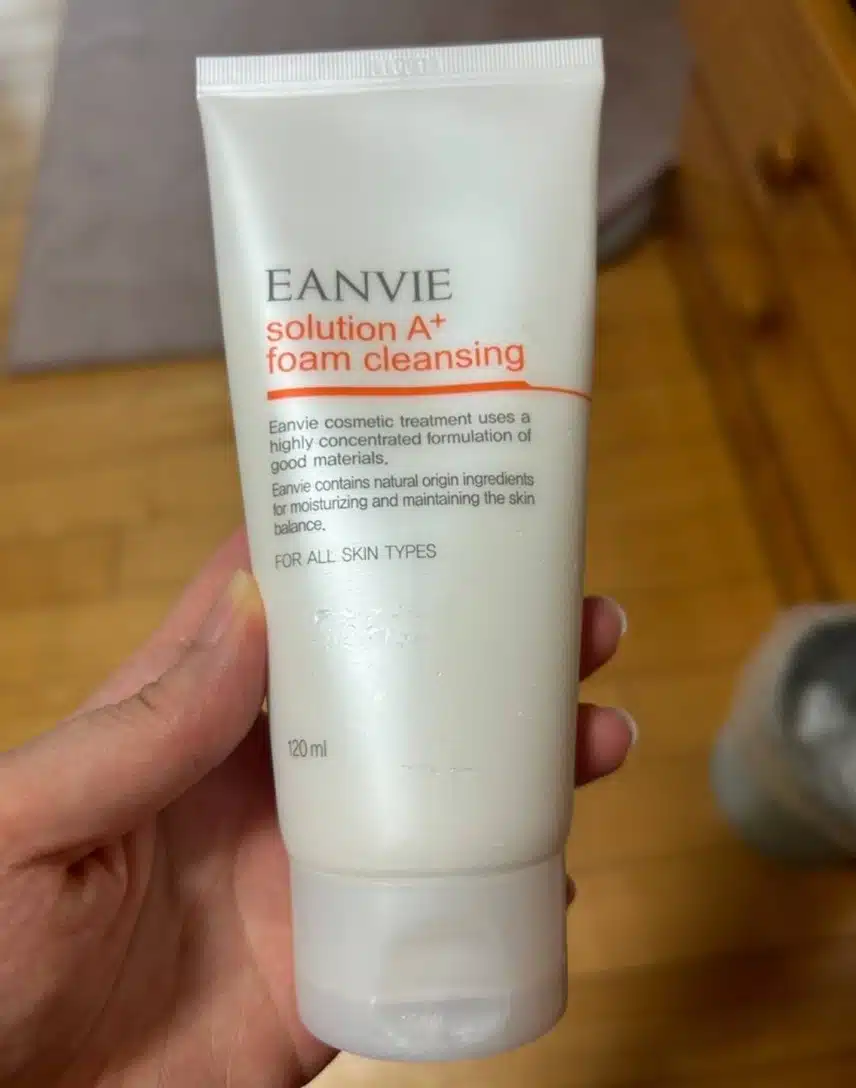 EANVIE
solution A+
foam cleansing
Eanvie cosmetic treatment uses a
highly concentrated formulation of
good materials.
Eanvie contains natural origin ingredients
for moisturizing and maintaining the skin
balance.
FOR ALL SKIN TYPES
120 ml